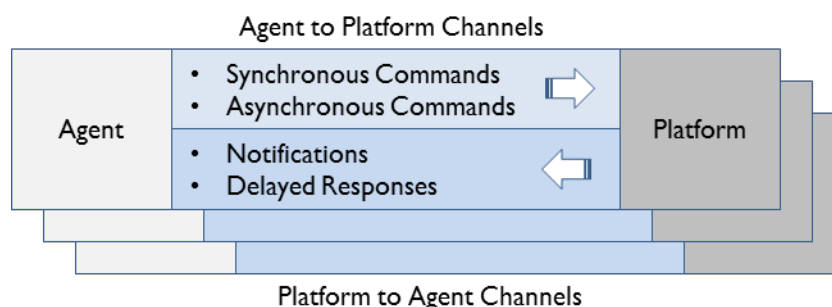 Agent to Platform Channels
Agent
• Synchronous Commands
• Asynchronous Commands
• Notifications
• Delayed Responses
Platform
Platform to Agent Channels